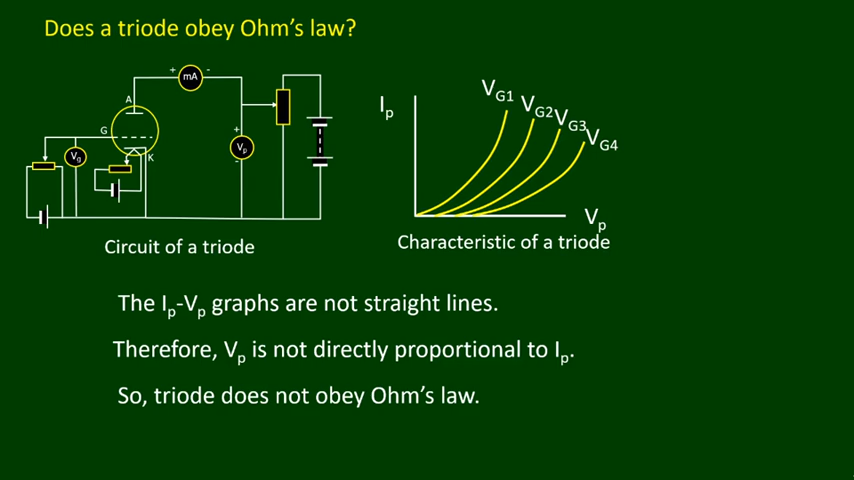 Does a triode obey Ohm's law?
+ mA -
A
G
K
Vg
+
Vp
-
Circuit of a triode
Ip
VG1
VG2
VG3
VG4
Vp
Characteristic of a triode
The Ip-Vp graphs are not straight lines.
Therefore, Vp is not directly proportional to Ip.
So, triode does not obey Ohm's law.